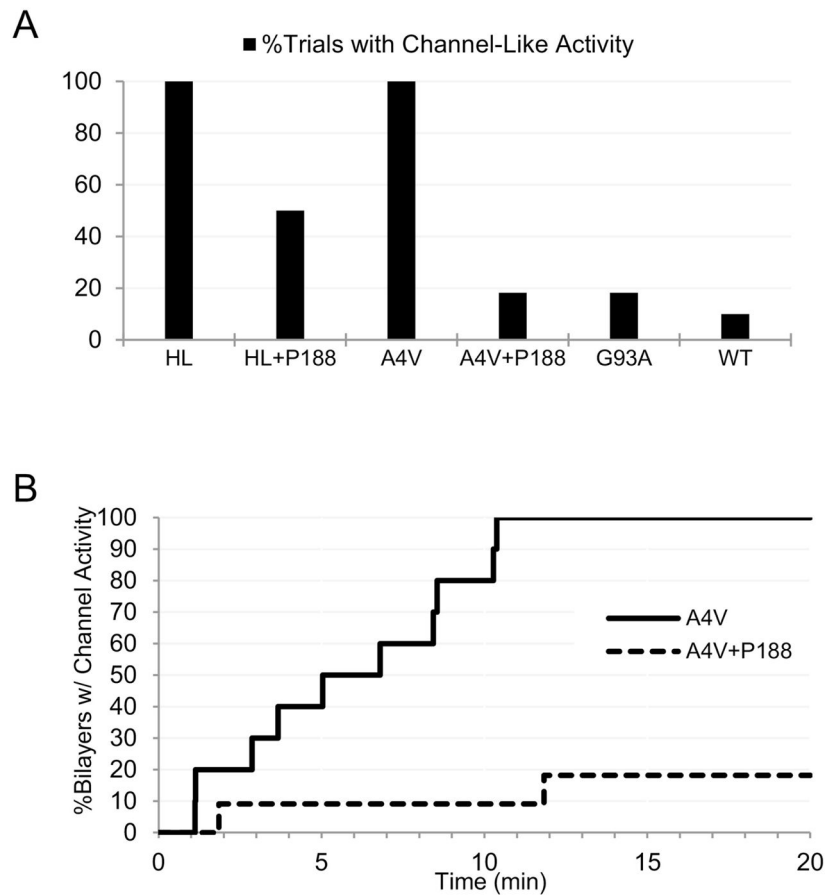 A
%Trials with Channel-Like Activity
100
80
60
40
20
0
HL HL+P188 A4V A4V+P188 G93A WT
B
%Bilayers w/ Channel Activity
100
90
80
70
60
50
40
30
20
10
0
A4V
A4V+P188
0 5 10 15 20
Time (min)